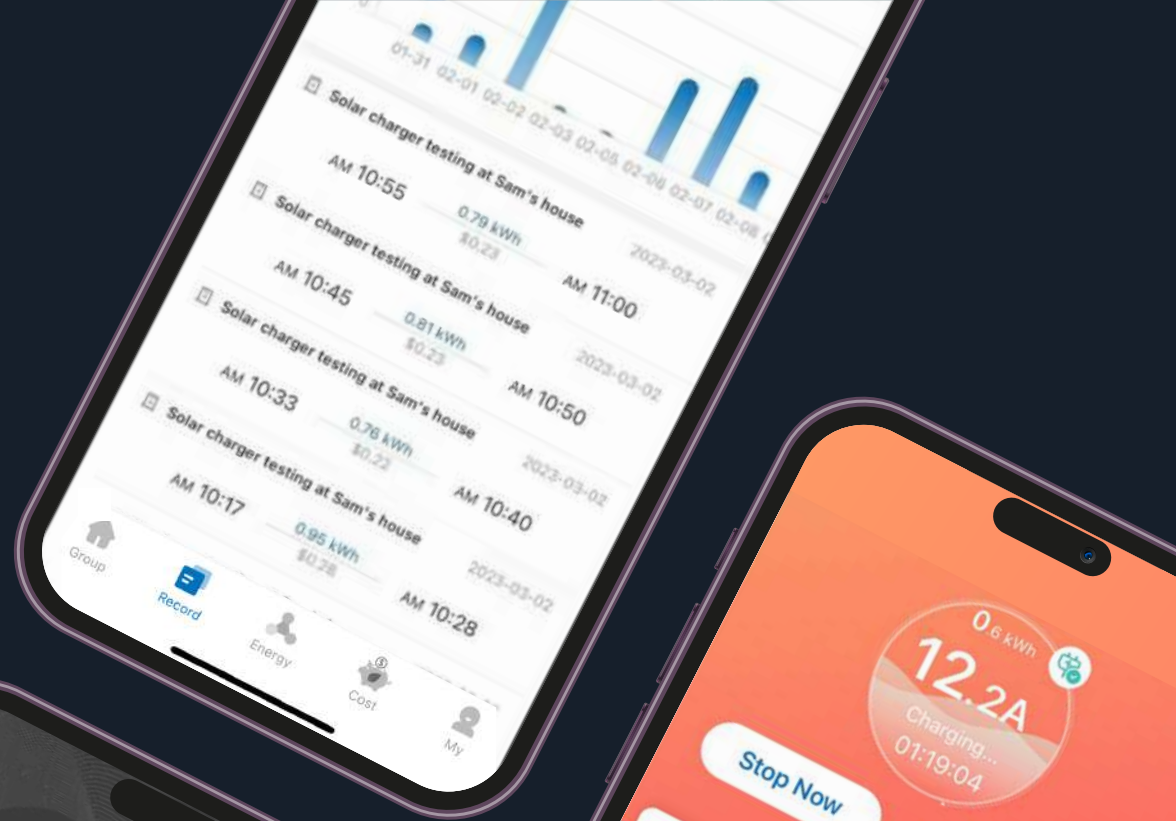 01-31 02-01 02-02 02-03 02-05 02-06 02-07 02-08
Solar charger testing at Sam's house
2023-03-02
AM 10:55
0.79 kWh
$0.23
AM 11:00
Solar charger testing at Sam's house
2023-03-02
AM 10:45
0.81 kWh
$0.23
AM 10:50
Solar charger testing at Sam's house
2023-03-02
AM 10:33
0.76 kWh
$0.22
AM 10:40
Solar charger testing at Sam's house
2023-03-02
AM 10:17
0.95 kWh
$0.28
AM 10:28
Group
Record
Energy
Cost
My
0.6 kWh
12.2A
Charging...
01:19:04
Stop Now